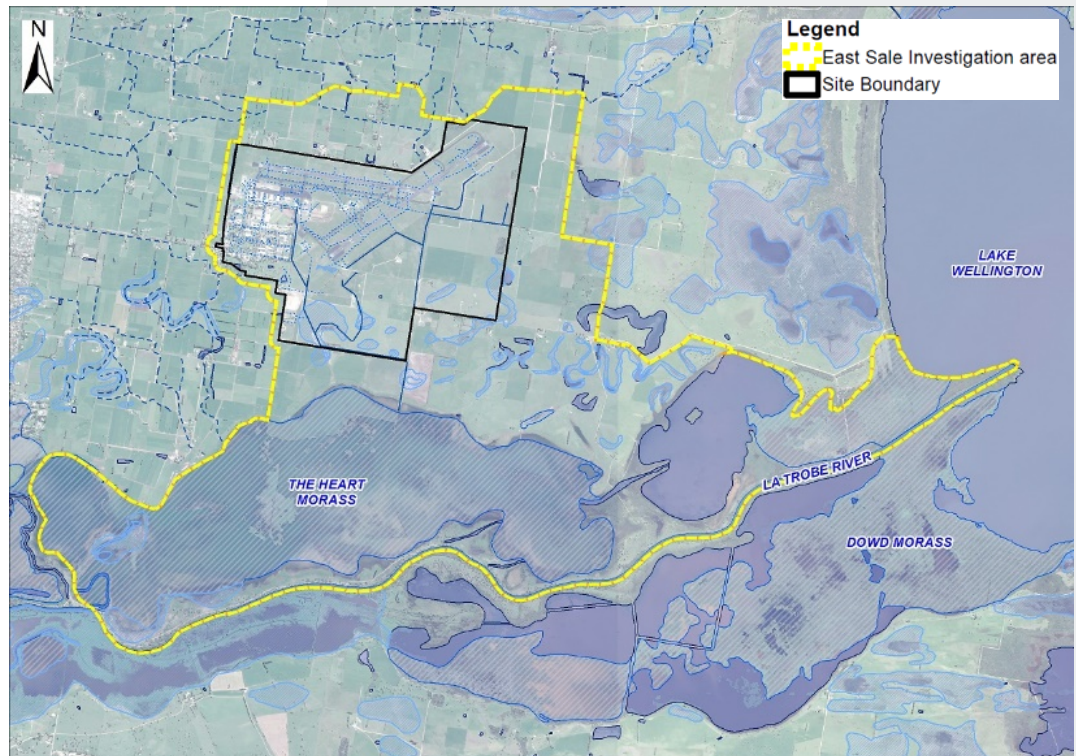 N
Legend
East Sale Investigation area
Site Boundary
LAKE
WELLINGTON
THE HEART
MORASS
LA TROBE RIVER
DOWD MORASS